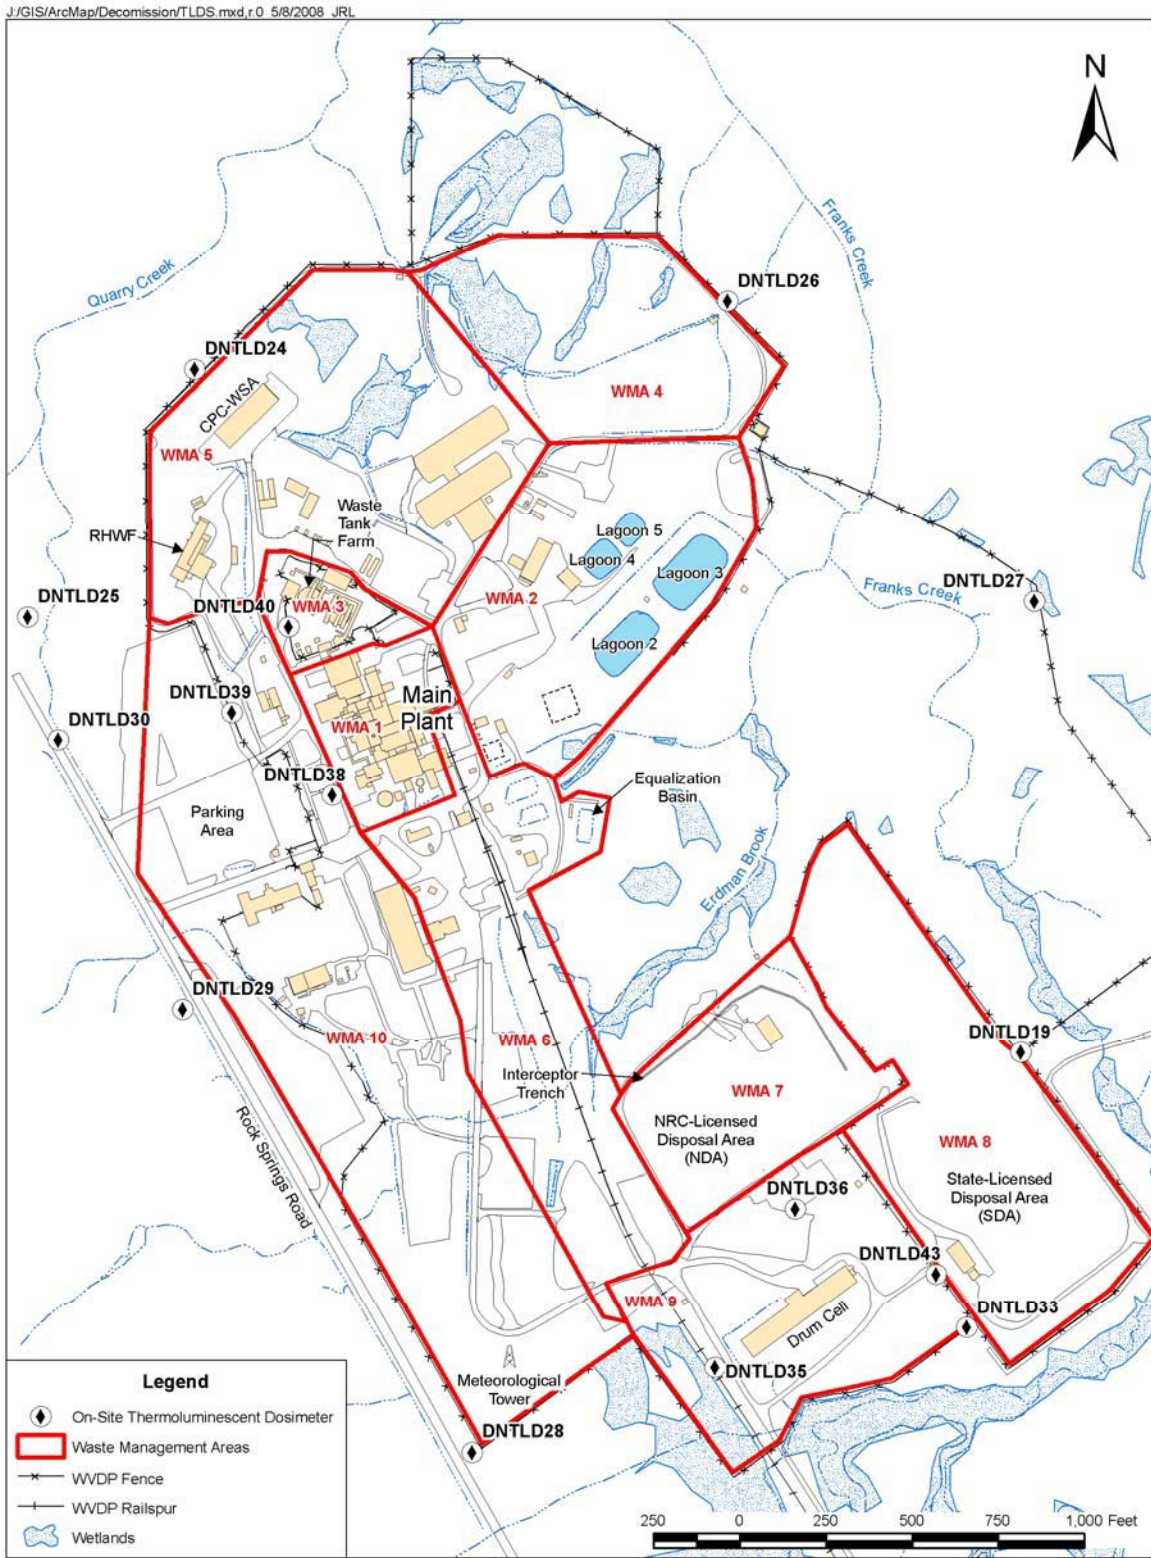 J:/GIS/ArcMap/Decomission/TLDS.mxd,r.0 5/8/2008 JRL
N
Franks Creek
Quarry Creek
DNTLD26
DNTLD24
CPC-WSA
WMA 4
WMA 5
Waste
Tank
Farm
RHWF
Lagoon 5
Lagoon 4
Lagoon 3
DNTLD27
Franks Creek
DNTLD25
DNTLD40
WMA 3
WMA 2
Lagoon 2
DNTLD39
Main
Plant
DNTLD30
WMA 1
DNTLD38
Equalization
Basin
Parking
Area
Erdman Brook
DNTLD29
WMA 10
WMA 6
DNTLD19
Interceptor
Trench
WMA 7
NRC-Licensed
Disposal Area
(NDA)
WMA 8
State-Licensed
Disposal Area
(SDA)
Rock Springs Road
DNTLD36
DNTLD43
WMA 9
DNTLD33
Drum Cell
DNTLD35
Meteorological
Tower
DNTLD28
Legend
On-Site Thermoluminescent Dosimeter
Waste Management Areas
WVDP Fence
WVDP Railspur
Wetlands
250 0 250 500 750 1,000 Feet